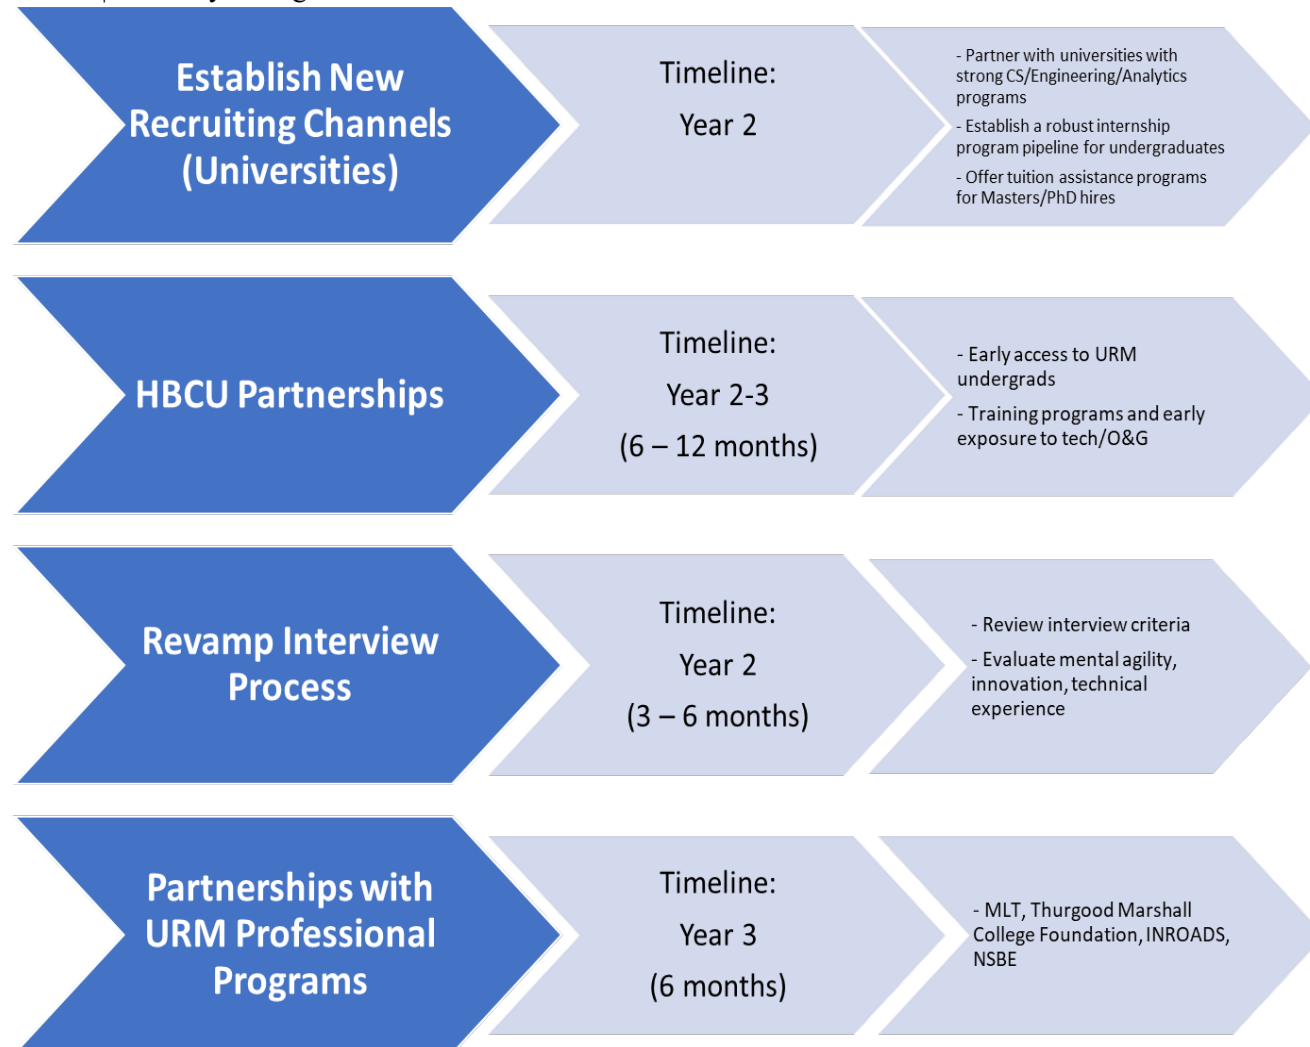 Establish New
Recruiting Channels
(Universities)
Timeline:
Year 2
- Partner with universities with
strong CS/Engineering/Analytics
programs
- Establish a robust internship
program pipeline for undergraduates
- Offer tuition assistance programs
for Masters/PhD hires
HBCU Partnerships
Timeline:
Year 2-3
(6 – 12 months)
- Early access to URM
undergrads
- Training programs and early
exposure to tech/O&G
Revamp Interview
Process
Timeline:
Year 2
(3 – 6 months)
- Review interview criteria
- Evaluate mental agility,
innovation, technical
experience
Partnerships with
URM Professional
Programs
Timeline:
Year 3
(6 months)
- MLT, Thurgood Marshall
College Foundation, INROADS,
NSBE